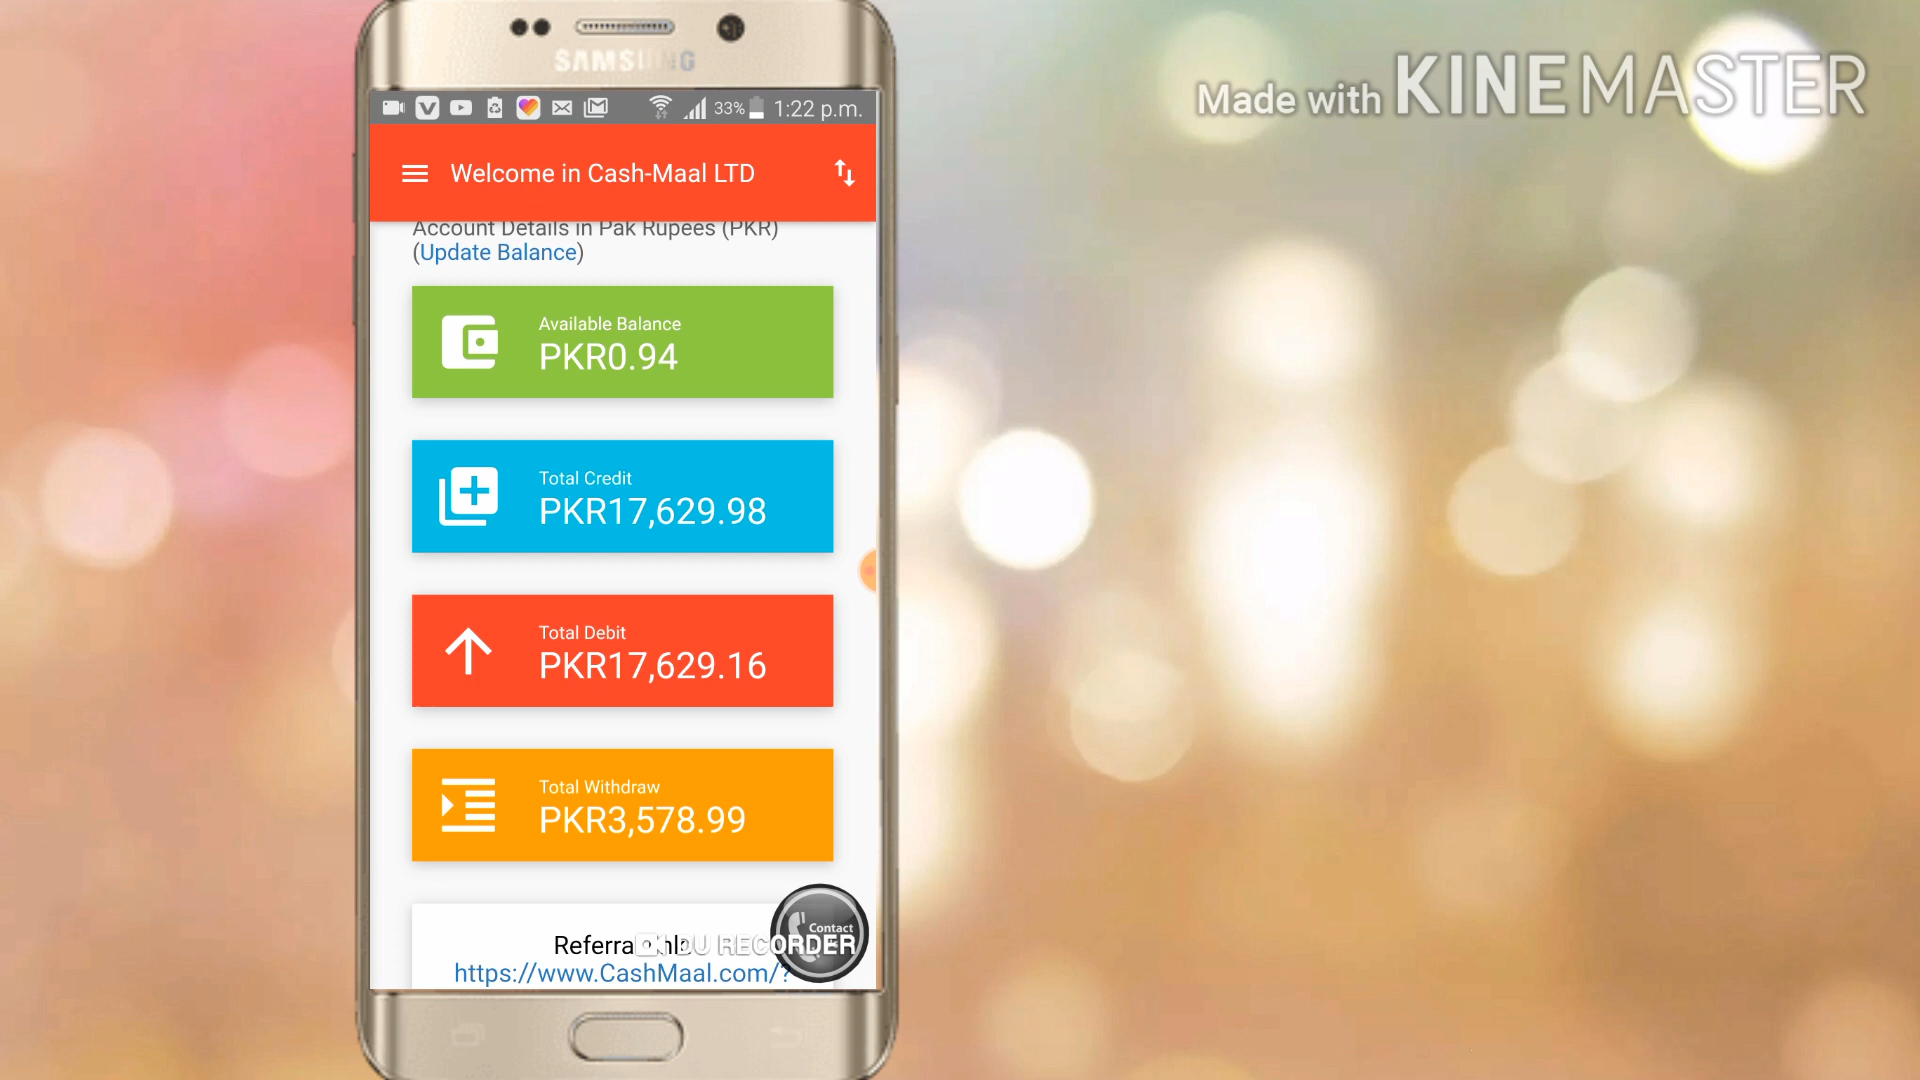 SAMSUNG
Made with KINEMASTER
33% 1:22 p.m.
Welcome in Cash-Maal LTD
Account Details in Pak Rupees (PKR)
(Update Balance)
Available Balance
PKR0.94
Total Credit
PKR17,629.98
Total Debit
PKR17,629.16
Total Withdraw
PKR3,578.99
Contact
DU RECORDER
https://www.CashMaal.com/?